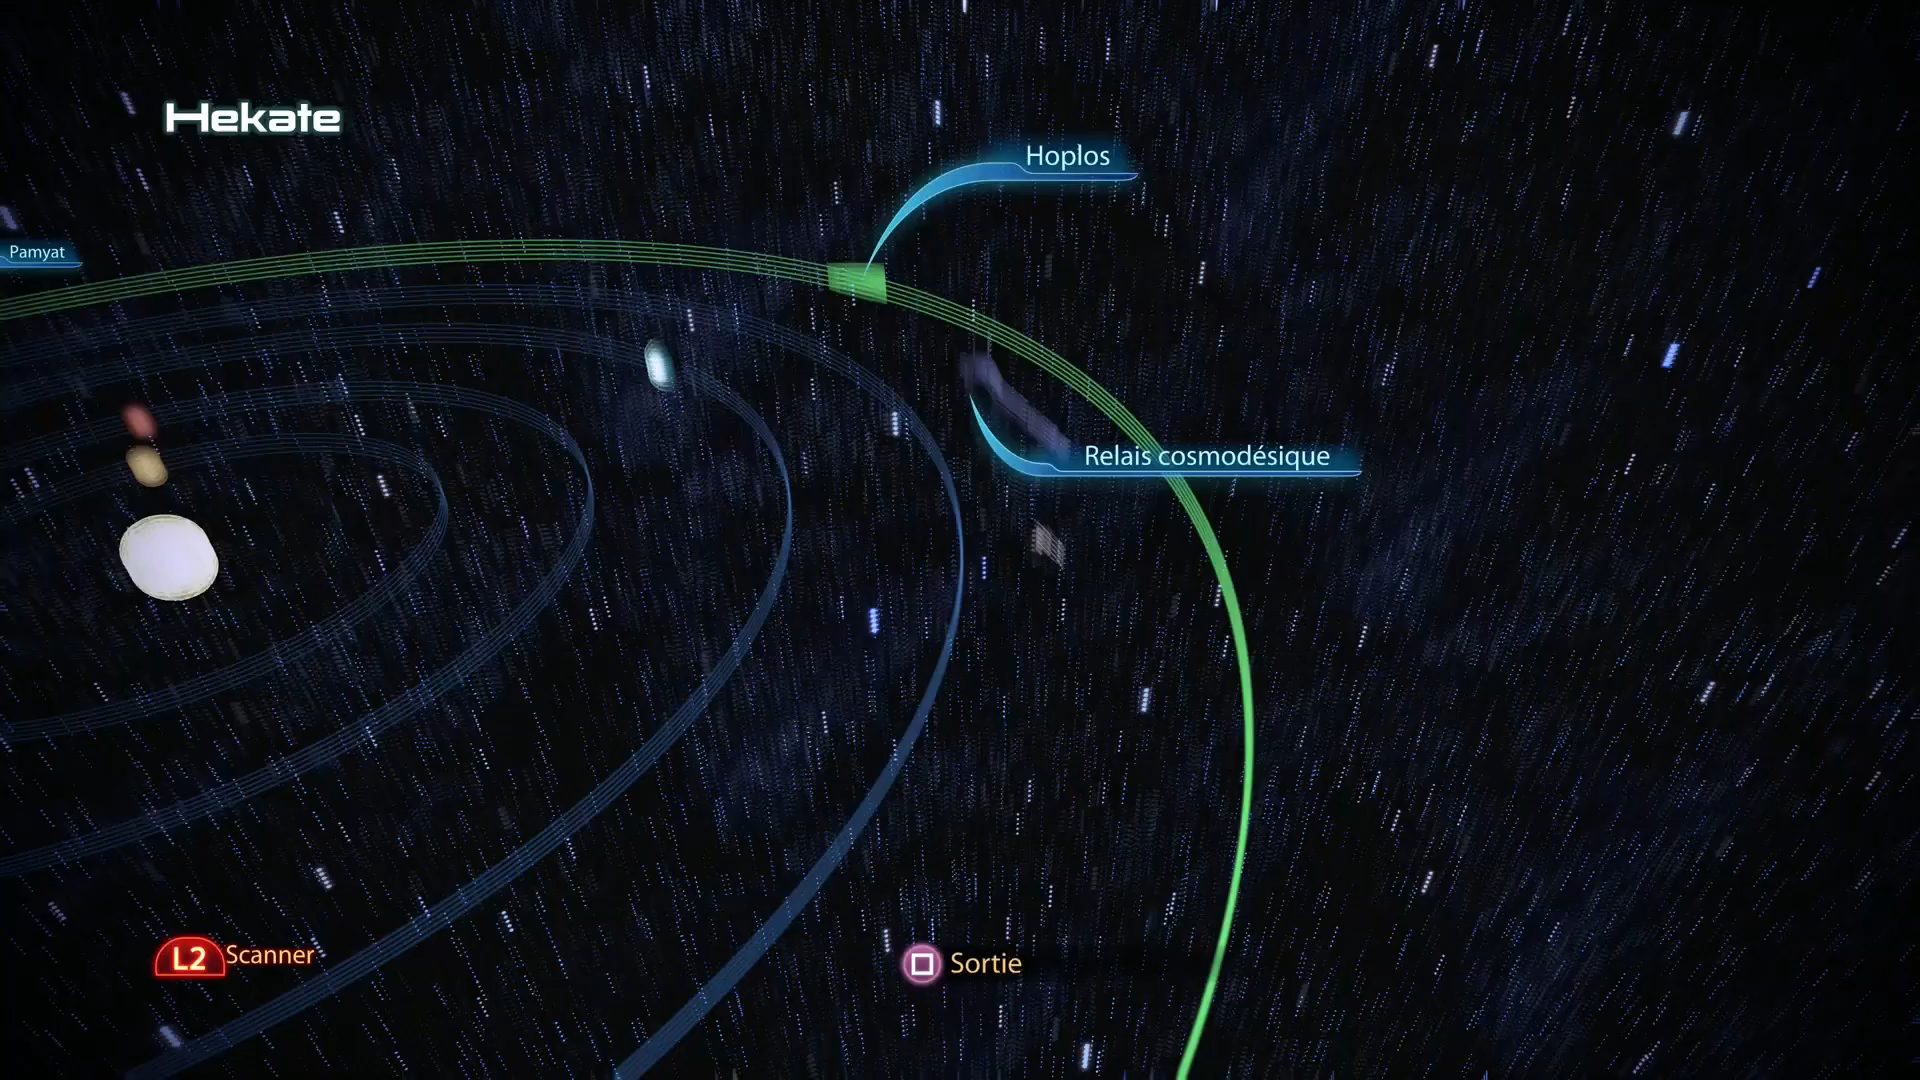 Hekate
Hoplos
Pamyat
Relais cosmodésique
L2 Scanner
Sortie